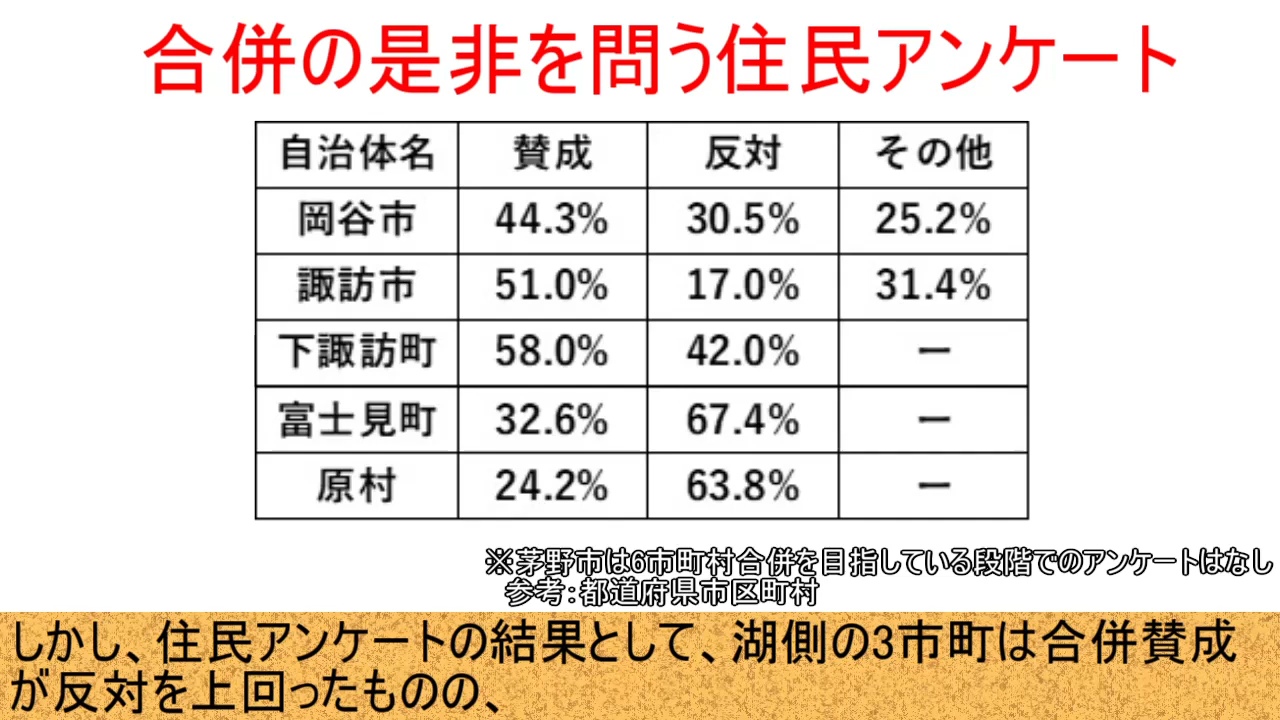 合併の是非を問う住民アンケート
自治体名 賛成 反対 その他
岡谷市 44.3% 30.5% 25.2%
諏訪市 51.0% 17.0% 31.4%
下諏訪町 58.0% 42.0% ー
富士見町 32.6% 67.4% ー
原村 24.2% 63.8% ー
※茅野市は6市町村合併を目指している段階でのアンケートはなし
参考:都道府県市区町村
しかし、住民アンケートの結果として、湖側の3市町は合併賛成
が反対を上回ったものの、